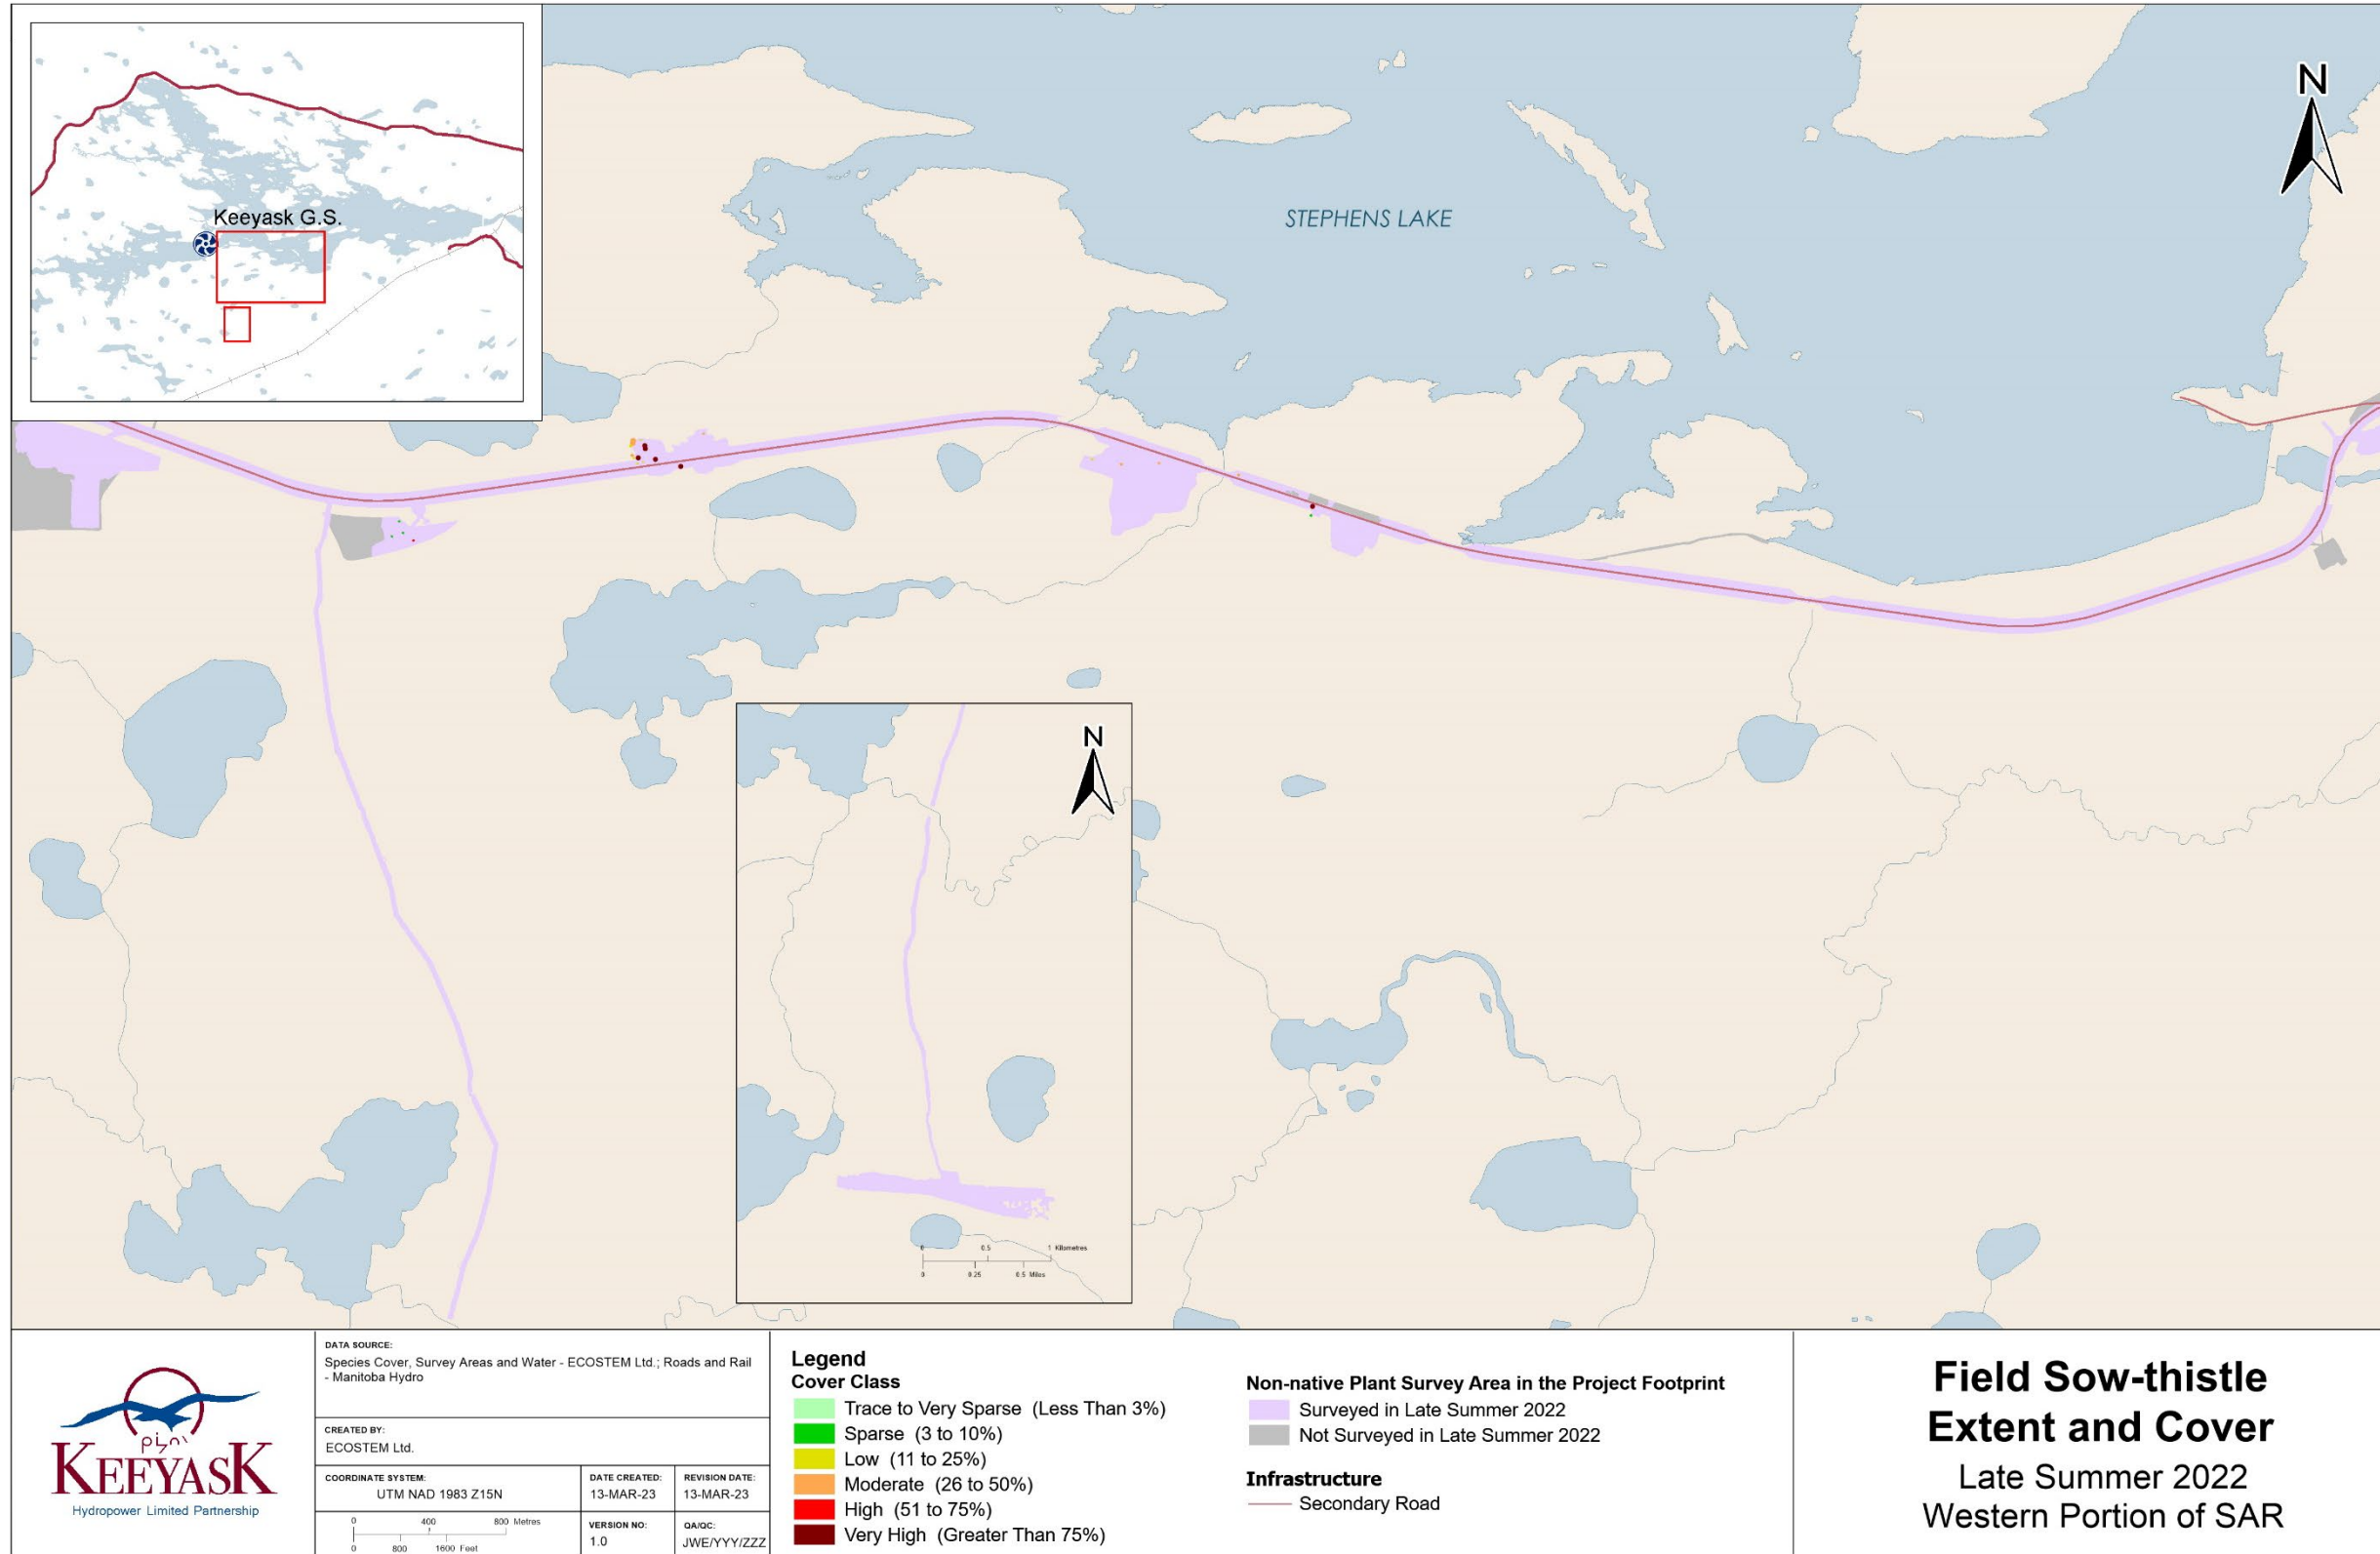 Keeyask G.S.
N
STEPHENS LAKE
N
0 0.5 1 Kilometres
0 0.25 0.5 Miles
ᑭᔭᐢᐠ
KEEYASK
Hydropower Limited Partnership
DATA SOURCE:
Species Cover, Survey Areas and Water - ECOSTEM Ltd.; Roads and Rail
- Manitoba Hydro
CREATED BY:
ECOSTEM Ltd.
COORDINATE SYSTEM:
UTM NAD 1983 Z15N
DATE CREATED:
13-MAR-23
REVISION DATE:
13-MAR-23
0 400 800 Metres
0 800 1600 Feet
VERSION NO:
1.0
QA/QC:
JWE/YYY/ZZZ
Legend
Cover Class
Trace to Very Sparse (Less Than 3%)
Sparse (3 to 10%)
Low (11 to 25%)
Moderate (26 to 50%)
High (51 to 75%)
Very High (Greater Than 75%)
Non-native Plant Survey Area in the Project Footprint
Surveyed in Late Summer 2022
Not Surveyed in Late Summer 2022
Infrastructure
Secondary Road
Field Sow-thistle
Extent and Cover
Late Summer 2022
Western Portion of SAR